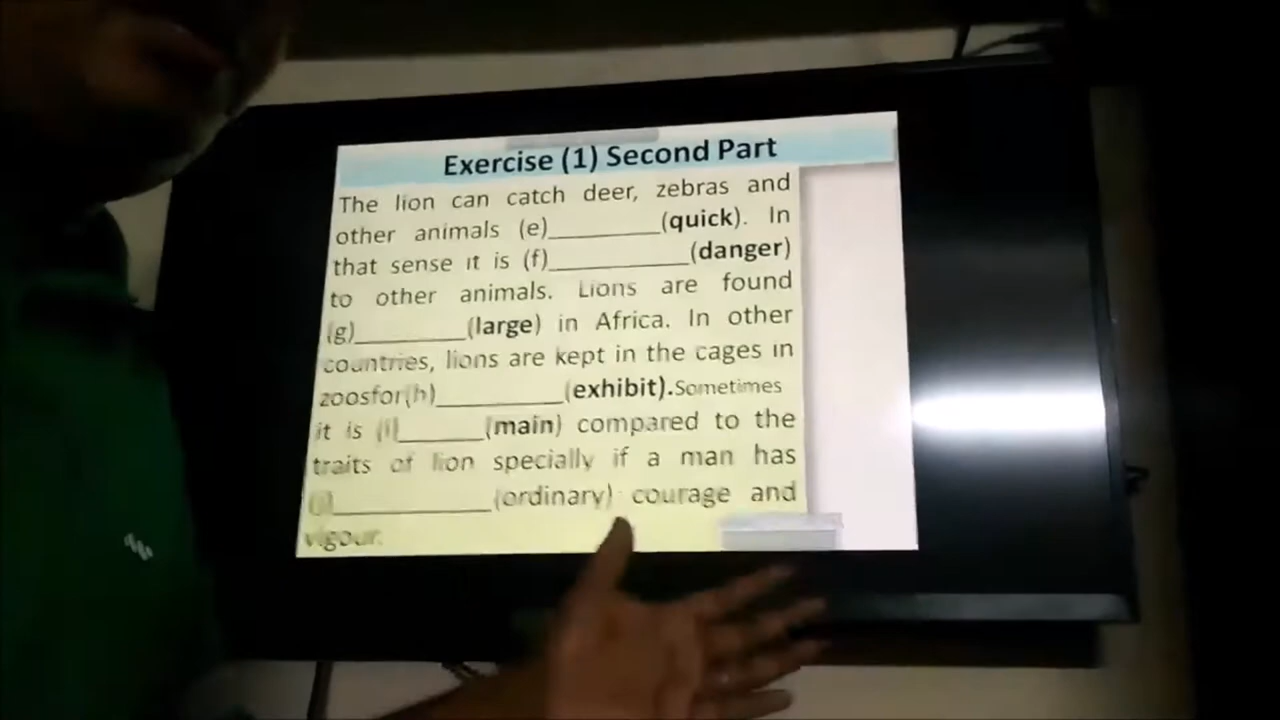 Exercise (1) Second Part
The lion can catch deer, zebras and
other animals (e)_________(quick). In
that sense it is (f)___________(danger)
to other animals. Lions are found
(g)_________(large) in Africa. In other
countries, lions are kept in the cages in
zoosfor(h)__________(exhibit).Sometimes
it is (i)_______(main) compared to the
traits of lion specially if a man has
(j)____________(ordinary) courage and
vigour.